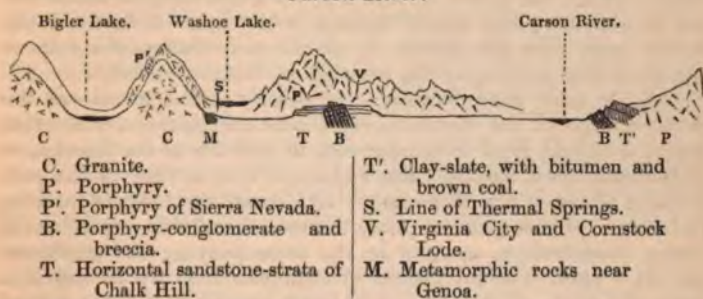 Bigler Lake. Washoe Lake. Carson River.
P' S P V
C C M T B B T' P
C. Granite.
P. Porphyry.
P'. Porphyry of Sierra Nevada.
B. Porphyry-conglomerate and
breccia.
T. Horizontal sandstone-strata of
Chalk Hill.
T'. Clay-slate, with bitumen and
brown coal.
S. Line of Thermal Springs.
V. Virginia City and Cornstock
Lode.
M. Metamorphic rocks near
Genoa.